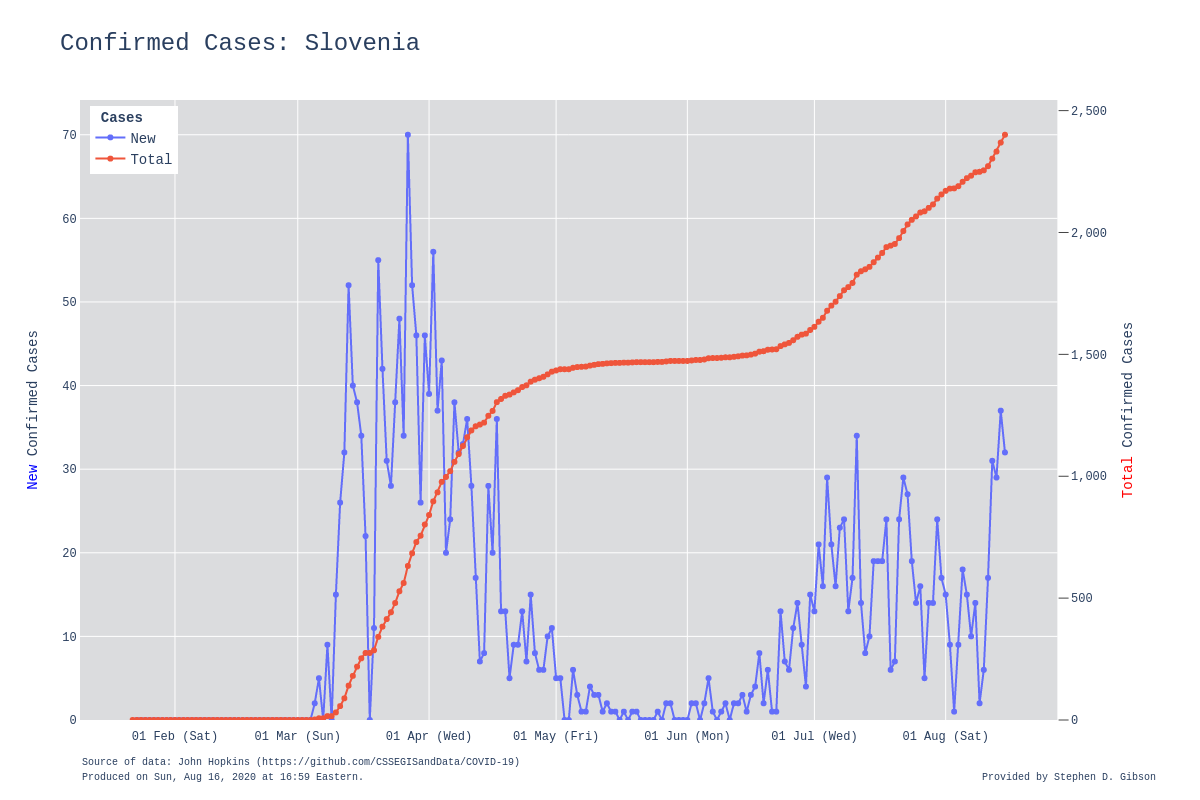 Confirmed Cases: Slovenia
Cases
New
Total
70
60
50
40
30
20
10
0
2,500
2,000
1,500
1,000
500
0
New Confirmed Cases
Total Confirmed Cases
01 Feb (Sat)
01 Mar (Sun)
01 Apr (Wed)
01 May (Fri)
01 Jun (Mon)
01 Jul (Wed)
01 Aug (Sat)
Source of data: John Hopkins (https://github.com/CSSEGISandData/COVID-19)
Produced on Sun, Aug 16, 2020 at 16:59 Eastern.
Provided by Stephen D. Gibson